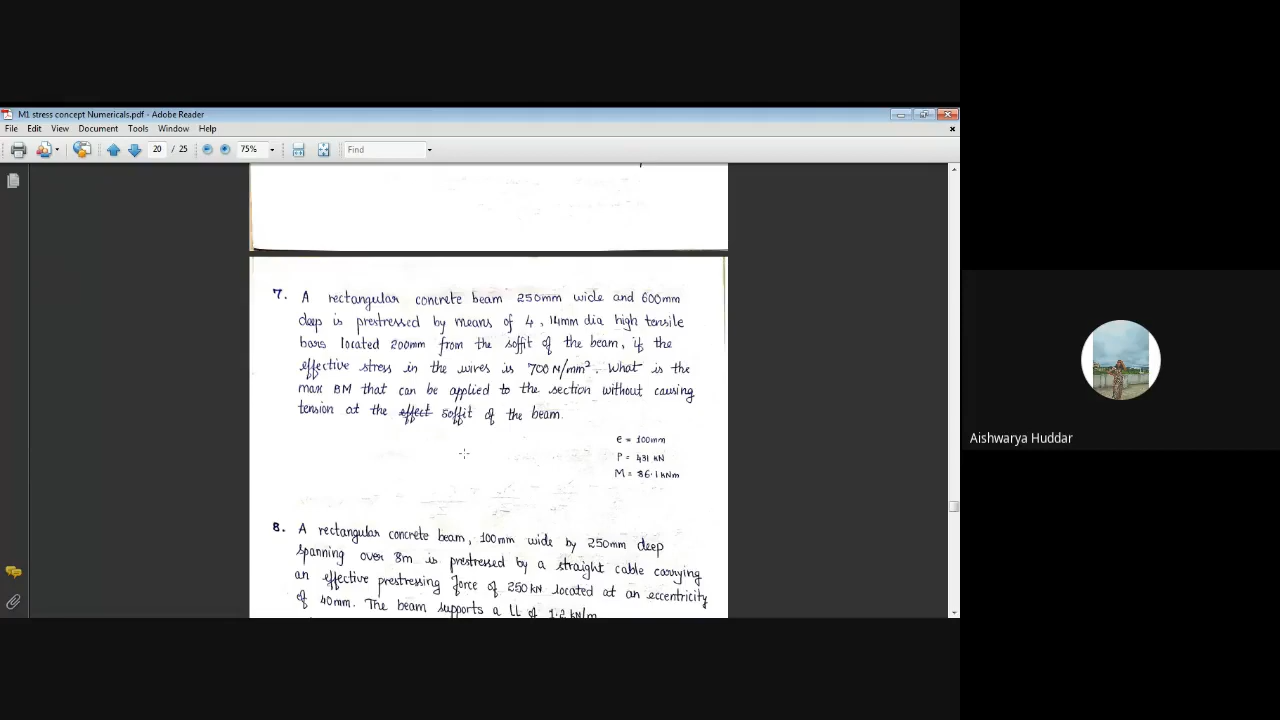 M1 stress concept Numericals.pdf - Adobe Reader
File Edit View Document Tools Window Help
20 / 25 75% Find
7. A rectangular concrete beam 250mm wide and 600mm
deep is prestressed by means of 4, 14mm dia high tensile
bars located 200mm from the soffit of the beam, if the
effective stress in the wires is 700 N/mm². What is the
max BM that can be applied to the section without causing
tension at the effect soffit of the beam.
e = 100mm
P = 431 kN
M = 86.1 kNm
8. A rectangular concrete beam, 100mm wide by 250mm deep
spanning over 8m is prestressed by a straight cable carrying
an effective prestressing force of 250 kN located at an eccentricity
of 40mm. The beam supports a LL of 1.2 kN/m
Aishwarya Huddar